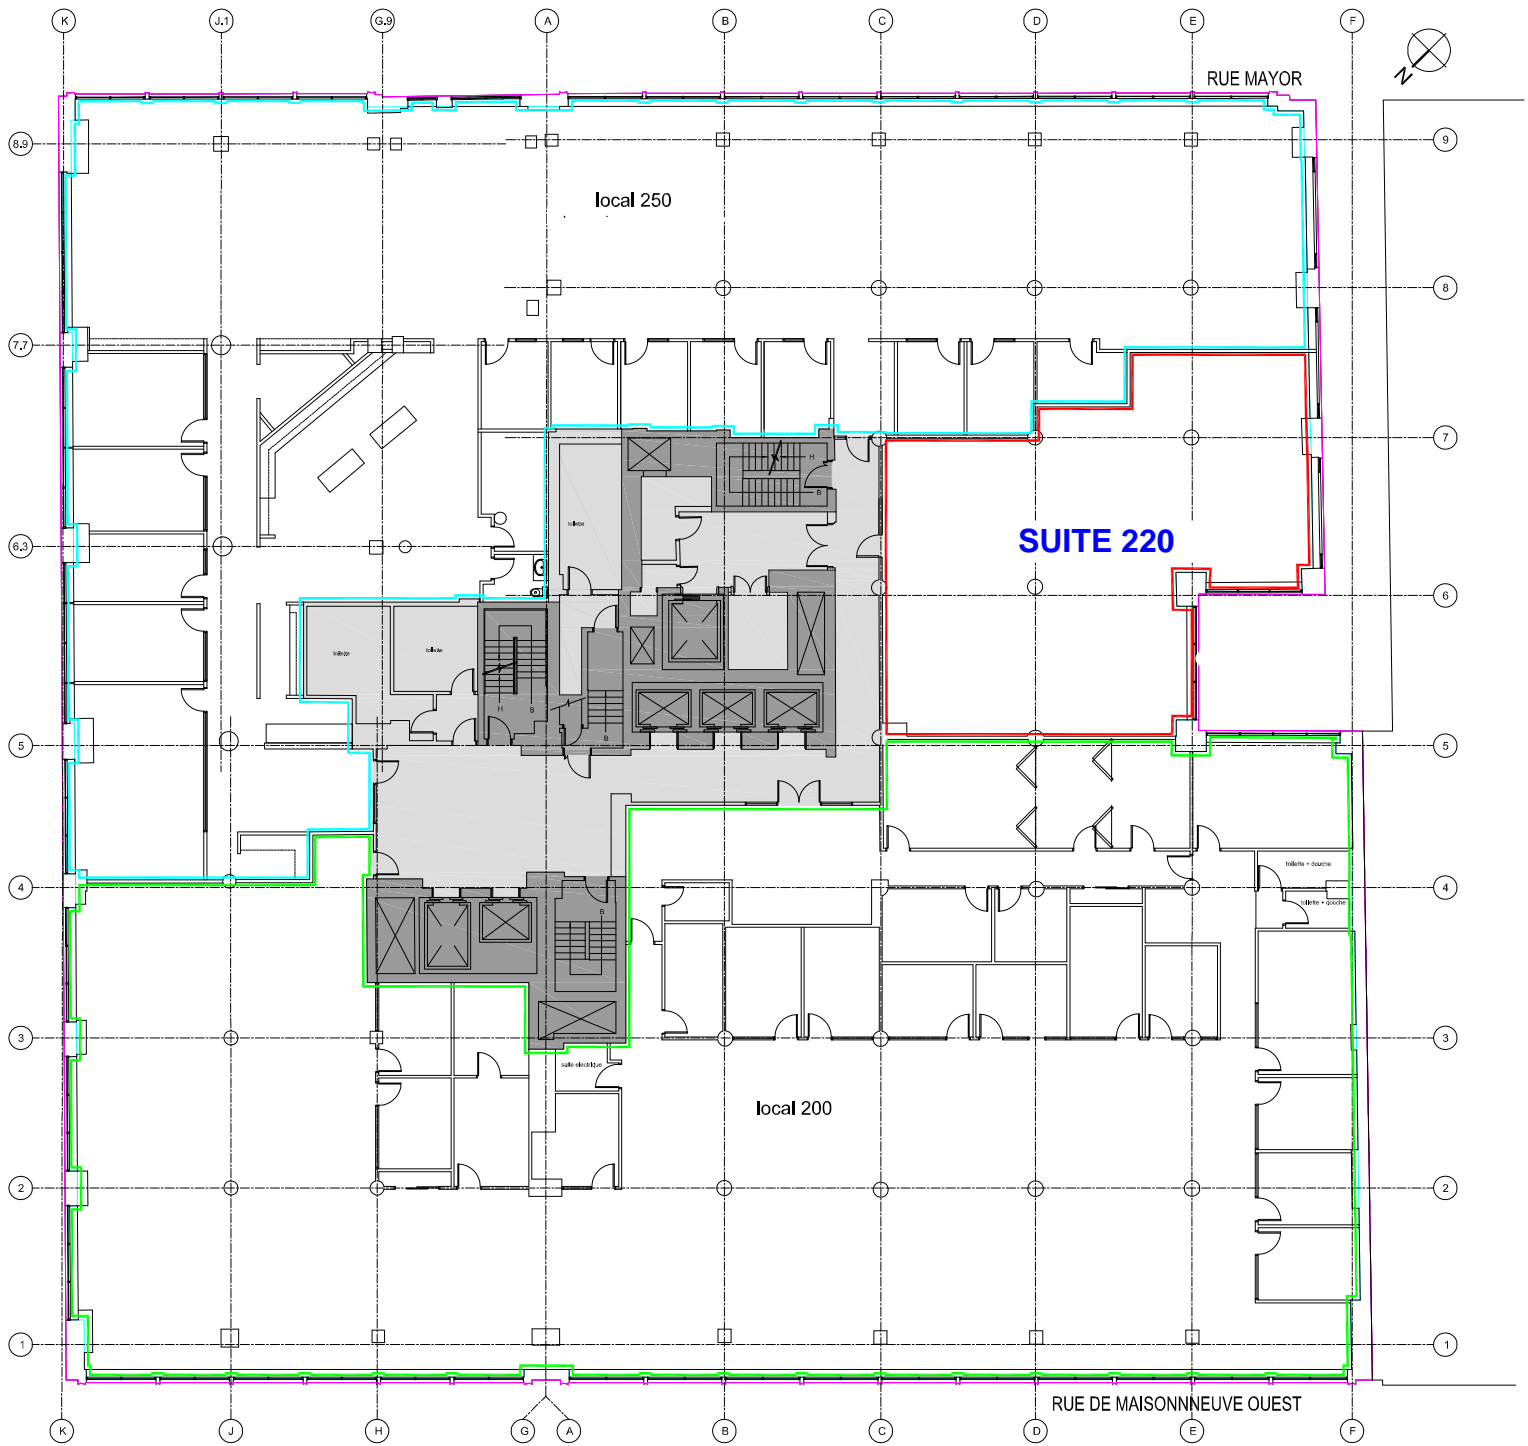 K J.1 G.9 A B C D E F
N
RUE MAYOR
8.9 9
local 250
8
7.7
7
H
B
toilette
SUITE 220
6.3
6
toilette toilette
H B
B
5 5
4 4
toilette + douche
toilette + douche
B
3 3
salle electrique
local 200
2 2
1 1
RUE DE MAISONNNEUVE OUEST
K J H G A B C D E F